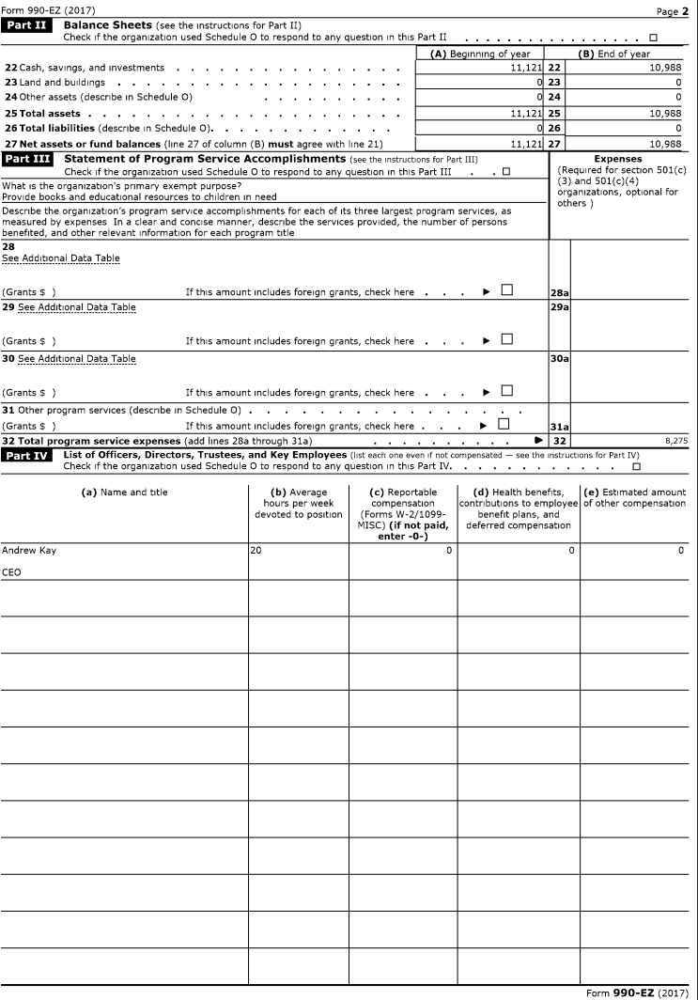 Form 990-EZ (2017) Page 2
Part II Balance Sheets (see the instructions for Part II)
Check if the organization used Schedule O to respond to any question in this Part II . . . . . . . . . . . . . . . . ☐
(A) Beginning of year (B) End of year
22 Cash, savings, and investments . . . . . . . . . . . . . . 11,121 22 10,988
23 Land and buildings . . . . . . . . . . . . . . . . . . 0 23 0
24 Other assets (describe in Schedule O) . . . . . . . . . . 0 24 0
25 Total assets . . . . . . . . . . . . . . . . . . . . 11,121 25 10,988
26 Total liabilities (describe in Schedule O). . . . . . . . . . . . . 0 26 0
27 Net assets or fund balances (line 27 of column (B) must agree with line 21) 11,121 27 10,988
Part III Statement of Program Service Accomplishments (see the instructions for Part III)
Check if the organization used Schedule O to respond to any question in this Part III . . ☐
Expenses
(Required for section 501(c)
(3) and 501(c)(4)
organizations, optional for
others )
What is the organization's primary exempt purpose?
Provide books and educational resources to children in need
Describe the organization's program service accomplishments for each of its three largest program services, as
measured by expenses In a clear and concise manner, describe the services provided, the number of persons
benefited, and other relevant information for each program title
28
See Additional Data Table
(Grants $ ) If this amount includes foreign grants, check here . . . ► ☐ 28a
29 See Additional Data Table 29a
(Grants $ ) If this amount includes foreign grants, check here . . . ► ☐
30 See Additional Data Table 30a
(Grants $ ) If this amount includes foreign grants, check here . . . ► ☐
31 Other program services (describe in Schedule O) . . . . . . . . . . . . . . . .
(Grants $ ) If this amount includes foreign grants, check here . . . ► ☐ 31a
32 Total program service expenses (add lines 28a through 31a) . . . . . . . . . . ► 32 8,275
Part IV List of Officers, Directors, Trustees, and Key Employees (list each one even if not compensated — see the instructions for Part IV)
Check if the organization used Schedule O to respond to any question in this Part IV. . . . . . . . . . . . . ☐
(a) Name and title
(b) Average
hours per week
devoted to position
(c) Reportable
compensation
(Forms W-2/1099-
MISC) (if not paid,
enter -0-)
(d) Health benefits,
contributions to employee
benefit plans, and
deferred compensation
(e) Estimated amount
of other compensation
Andrew Kay 20 0 0 0
CEO
Form 990-EZ (2017)